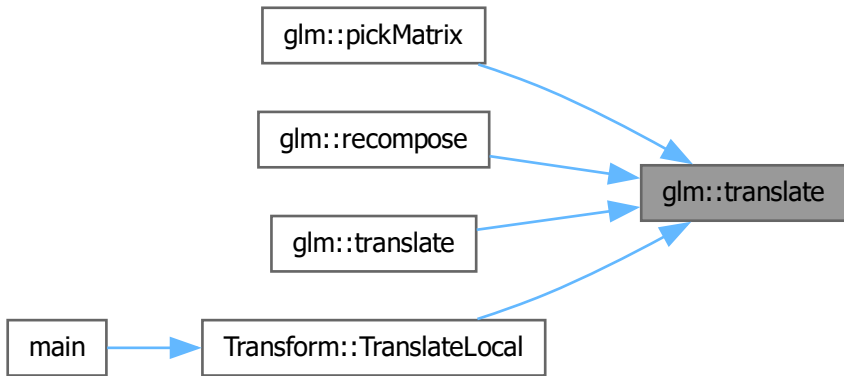 glm::pickMatrix
glm::recompose
glm::translate
glm::translate
main
Transform::TranslateLocal